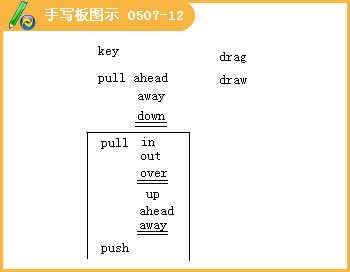 手写板图示 0507-12
key
drag
pull ahead
draw
away
down
pull in
out
over
up
ahead
away
push